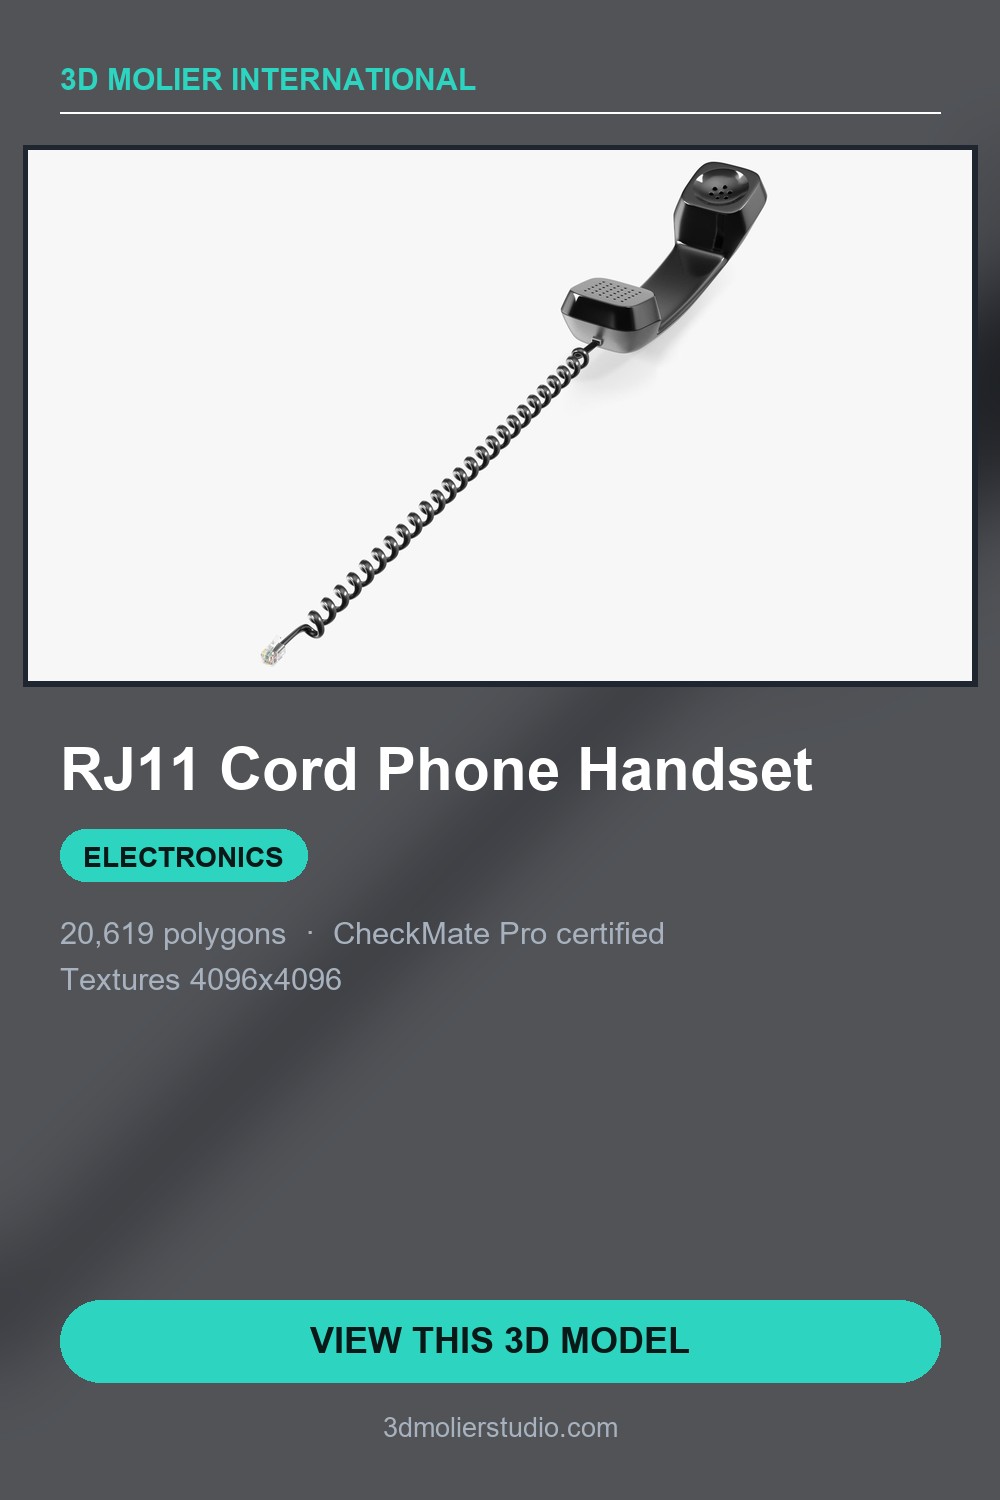 3D MOLIER INTERNATIONAL
RJ11 Cord Phone Handset
ELECTRONICS
20,619 polygons · CheckMate Pro certified
Textures 4096x4096
VIEW THIS 3D MODEL
3dmolierstudio.com